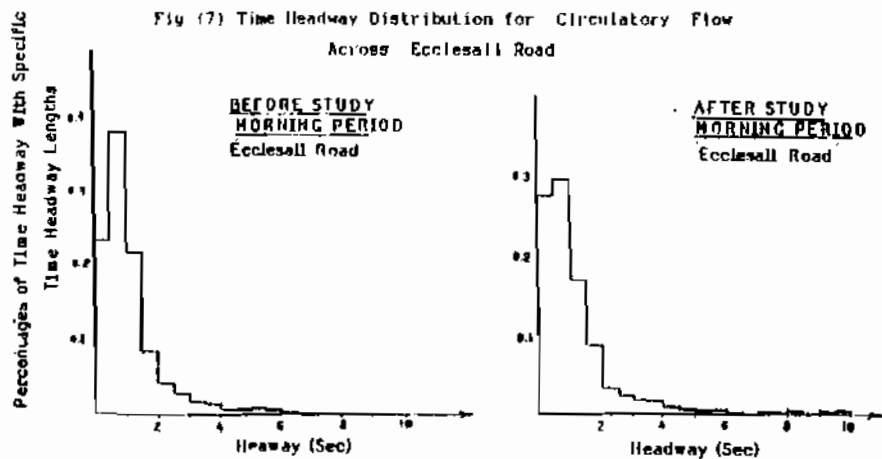 Fig (7) Time Headway Distribution for Circulatory Flow
Across Ecclesall Road
Percentages of Time Headway With Specific
Time Headway Lengths
BEFORE STUDY
MORNING PERIOD
Ecclesall Road
0.2
0.1
2 4 6 8 10
Heaway (Sec)
AFTER STUDY
MORNING PERIOD
Ecclesall Road
0.3
0.2
0.1
2 4 6 8 10
Headway (Sec)